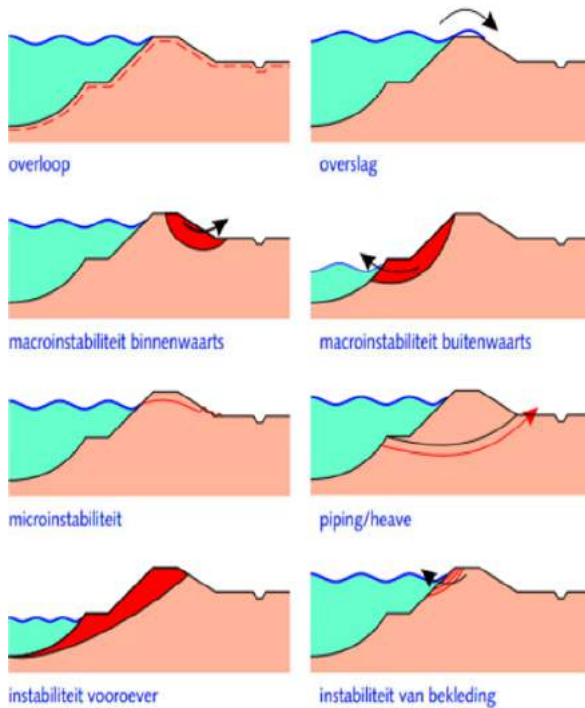 overloop
overslag
macroinstabiliteit binnenwaarts
macroinstabiliteit buitenwaarts
microinstabiliteit
piping/heave
instabiliteit vooroever
instabiliteit van bekleding